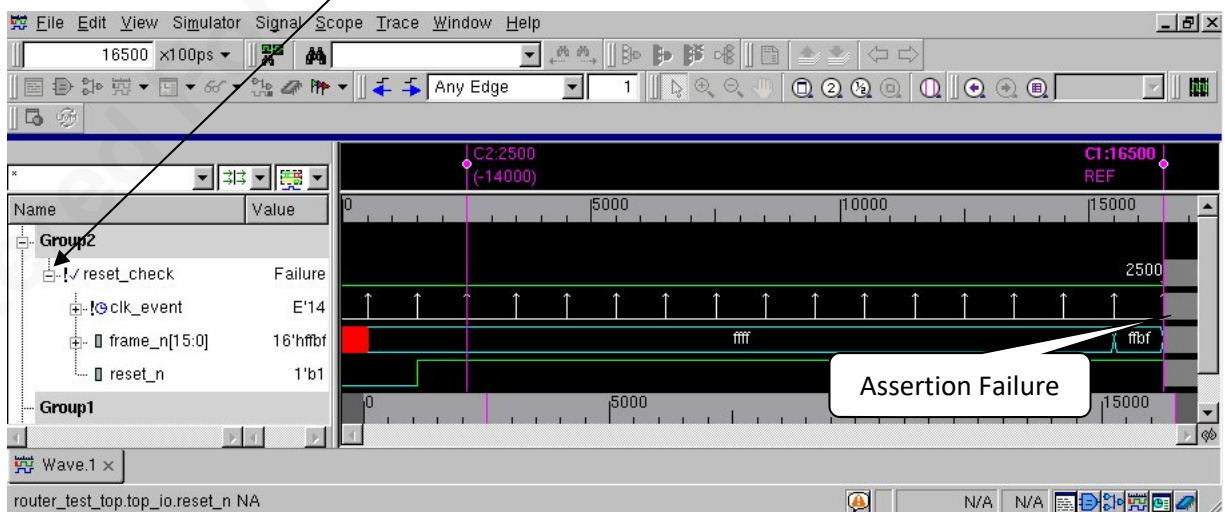 File Edit View Simulator Signal Scope Trace Window Help
16500 x100ps
Any Edge 1
C2:2500
(-14000)
C1:16500
REF
*
Name Value
0 5000 10000 15000
Group2
reset_check Failure
2500
clk_event E'14
frame_n[15:0] 16'hffbf
ffff ffbf
reset_n 1'b1
Assertion Failure
Group1
0 5000 15000
Wave.1
router_test_top.top_io.reset_n NA
N/A N/A